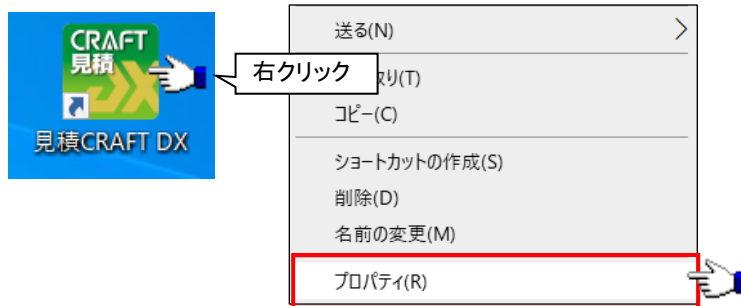 CRAFT
見積
DX
見積CRAFT DX
右クリック
送る(N)
取り(T)
コピー(C)
ショートカットの作成(S)
削除(D)
名前の変更(M)
プロパティ(R)